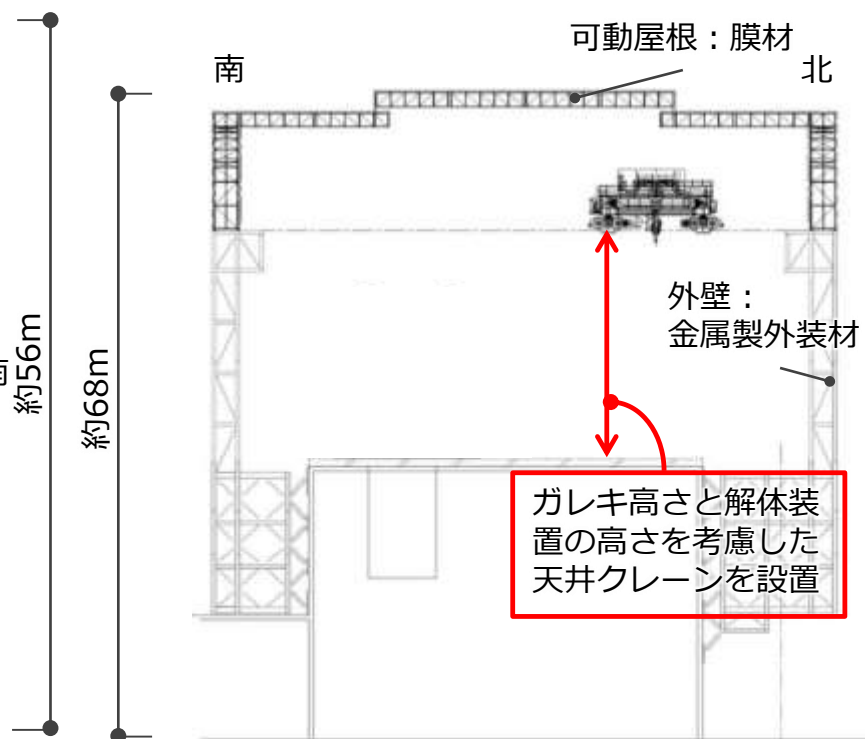 可動屋根：膜材
南
北
外壁：
金属製外装材
約56m
約68m
ガレキ高さと解体装
置の高さを考慮した
天井クレーンを設置